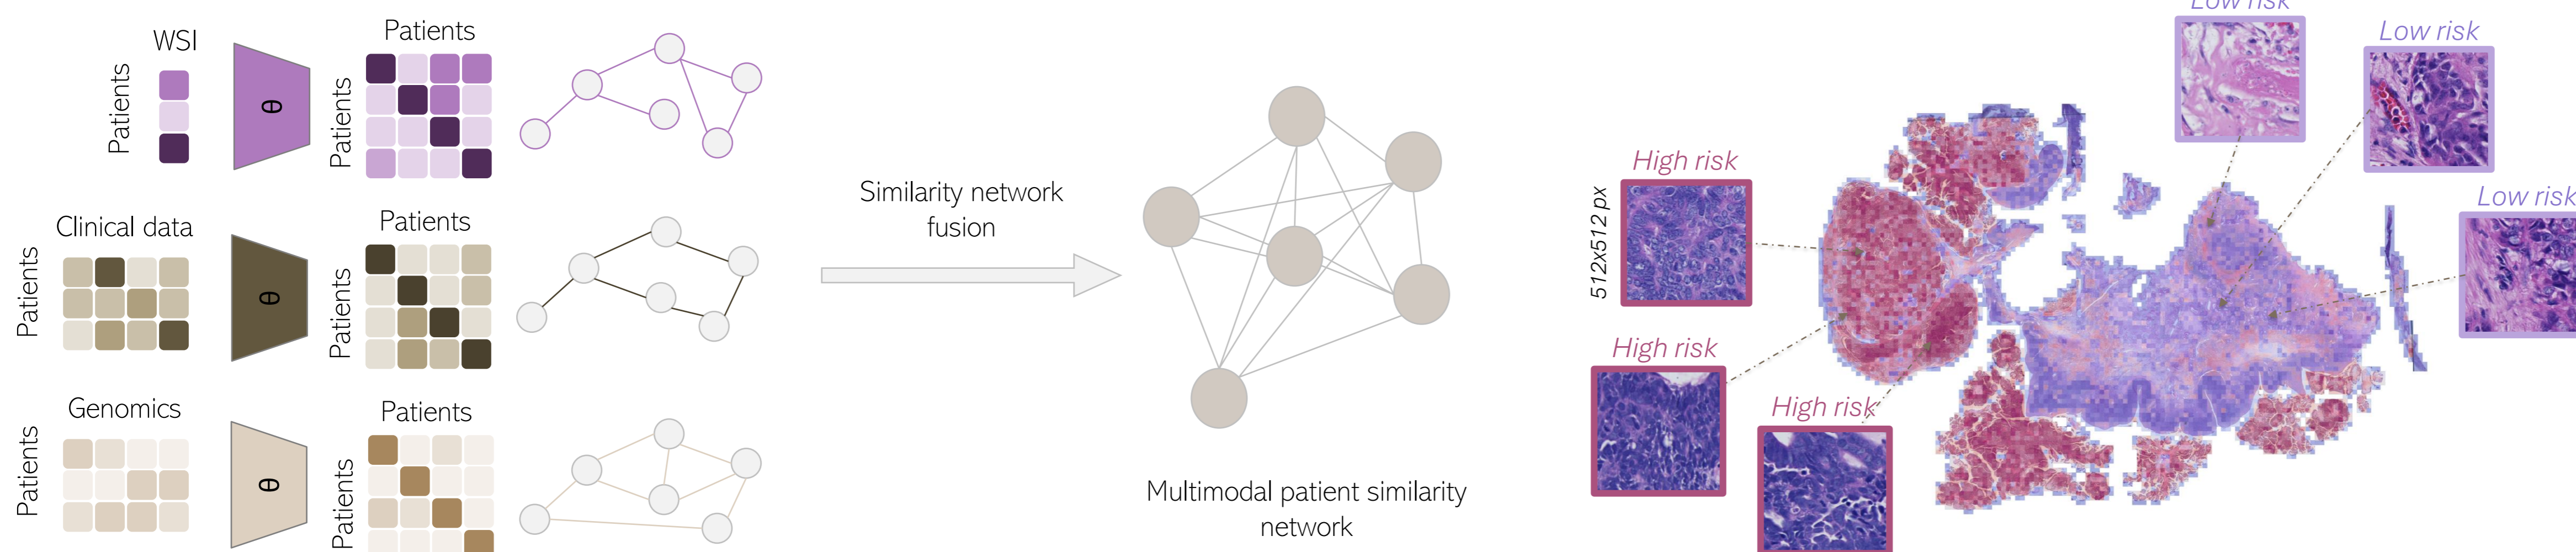 WSI
Patients
θ
Patients
Patients
Clinical data
Patients
θ
Patients
Patients
Genomics
Patients
θ
Patients
Patients
Similarity network
fusion
Multimodal patient similarity
network
512x512 px
High risk
High risk
High risk
Low risk
Low risk
Low risk